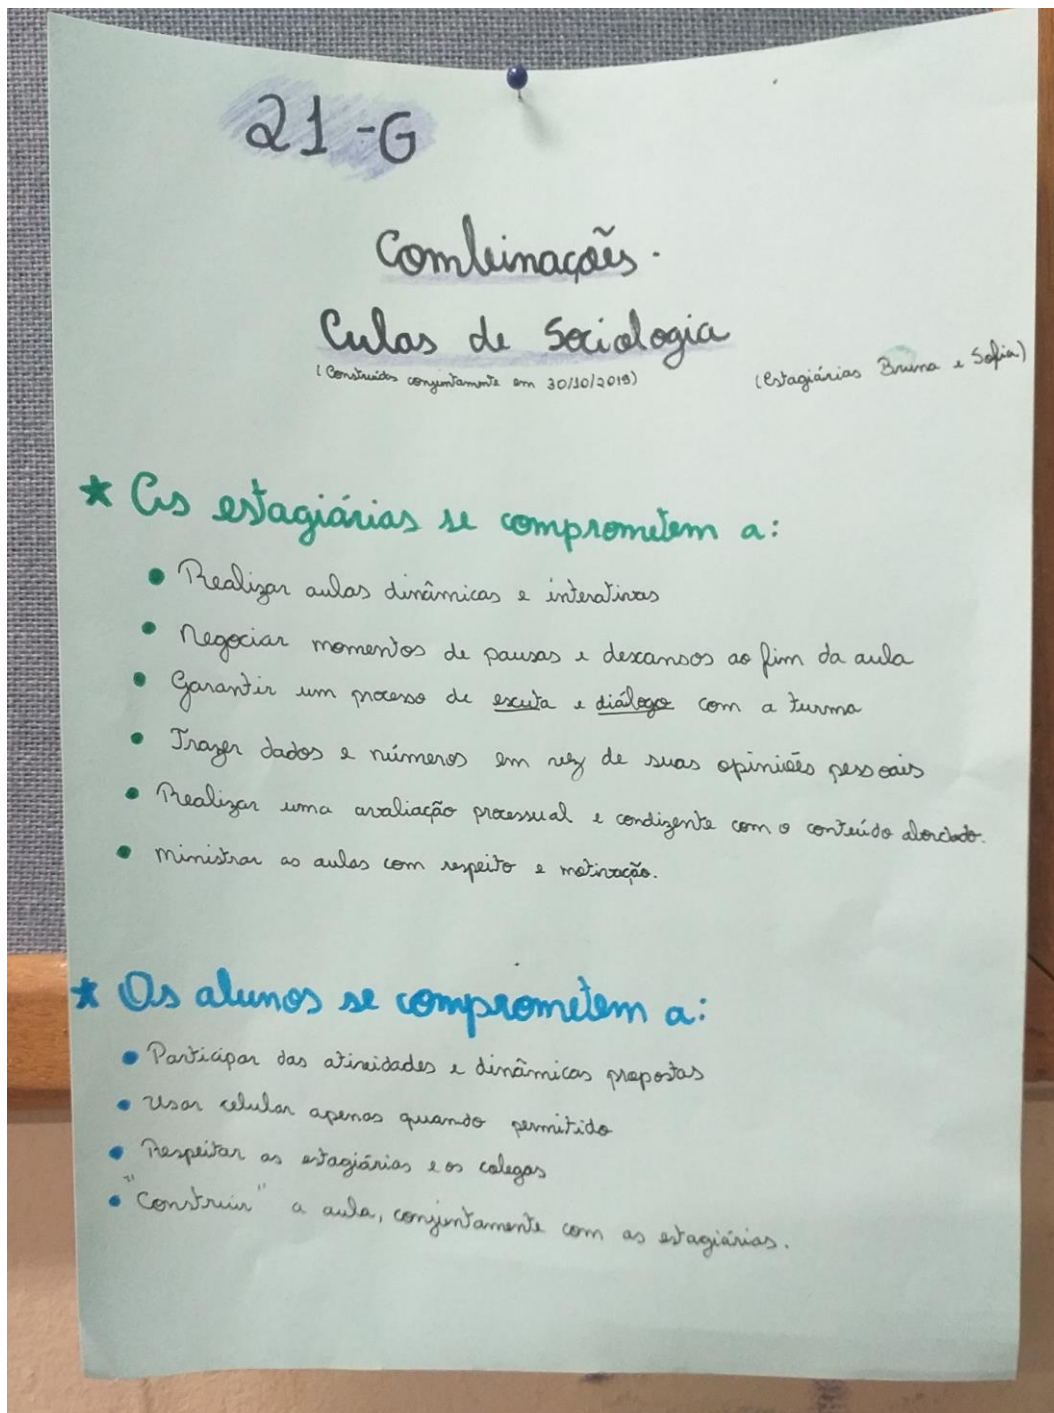 21-G
Combinações.
Aulas de Sociologia
(Construídas conjuntamente em 30/10/2019)
(Estagiárias Bruna e Sofia)
★ As estagiárias se comprometem a:
• Realizar aulas dinâmicas e interativas
• Negociar momentos de pausas e descansos ao fim da aula
• Garantir um processo de escuta e diálogo com a turma
• Trazer dados e números em vez de suas opiniões pessoais
• Realizar uma avaliação processual e condizente com o conteúdo abordado.
• Ministrar as aulas com respeito e motivação.
★ Os alunos se comprometem a:
• Participar das atividades e dinâmicas propostas
• Usar celular apenas quando permitido
• Respeitar as estagiárias e os colegas
• "Construir" a aula, conjuntamente com as estagiárias.